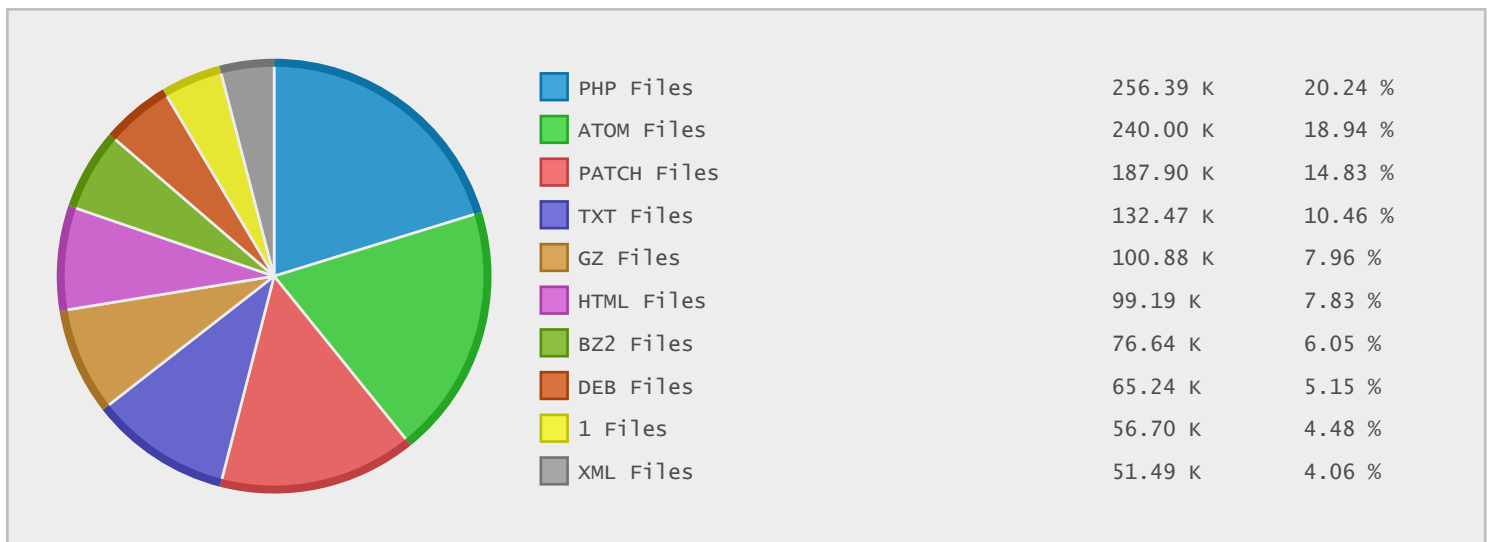 PHP Files 256.39 K 20.24 %
ATOM Files 240.00 K 18.94 %
PATCH Files 187.90 K 14.83 %
TXT Files 132.47 K 10.46 %
GZ Files 100.88 K 7.96 %
HTML Files 99.19 K 7.83 %
BZ2 Files 76.64 K 6.05 %
DEB Files 65.24 K 5.15 %
1 Files 56.70 K 4.48 %
XML Files 51.49 K 4.06 %